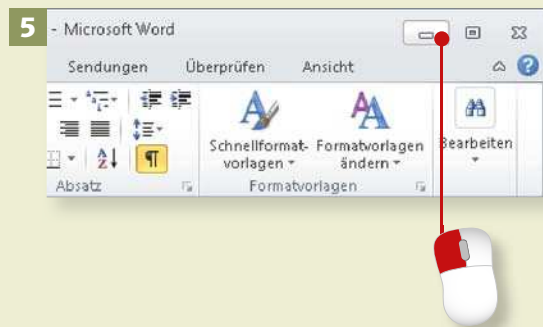 5
- Microsoft Word
Sendungen Überprüfen Ansicht
Schnellformat- Formatvorlagen Bearbeiten
vorlagen ändern
Absatz Formatvorlagen